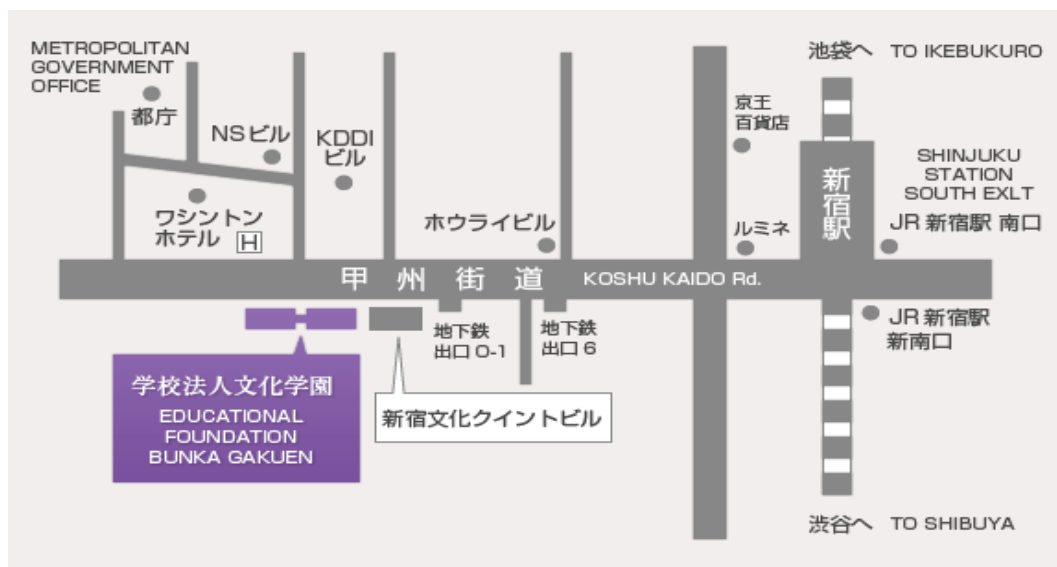 METROPOLITAN
GOVERNMENT
OFFICE
都庁
NSビル
KDDI
ビル
ワシントン
ホテル H
ホウライビル
京王
百貨店
ルミネ
池袋へ TO IKEBUKURO
新宿駅
SHINJUKU
STATION
SOUTH EXLT
JR 新宿駅 南口
甲州街道 KOSHU KAIDO Rd.
地下鉄
出口 O-1
地下鉄
出口 6
JR 新宿駅
新南口
学校法人文化学園
EDUCATIONAL
FOUNDATION
BUNKA GAKUEN
新宿文化クイントビル
渋谷へ TO SHIBUYA